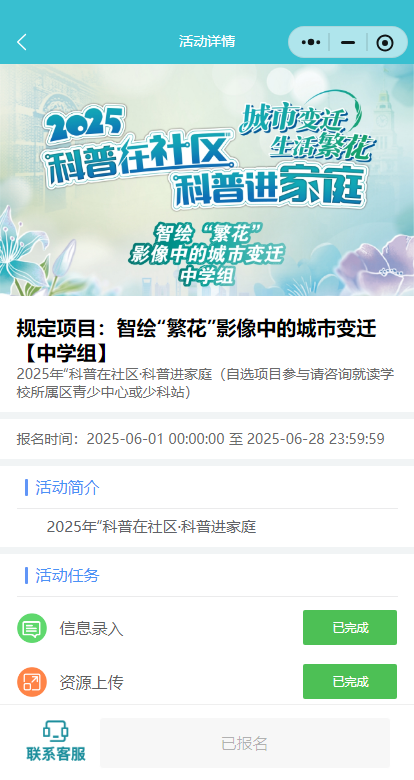 活动详情
2025
科普在社区
城市变迁
生活繁花
科普进家庭
智绘“繁花”
影像中的城市变迁
中学组
规定项目：智绘“繁花”影像中的城市变迁
【中学组】
2025年“科普在社区·科普进家庭（自选项目参与请咨询就读学
校所属区青少中心或少科站）
报名时间：2025-06-01 00:00:00 至 2025-06-28 23:59:59
活动简介
2025年“科普在社区·科普进家庭
活动任务
信息录入
已完成
资源上传
已完成
联系客服
已报名